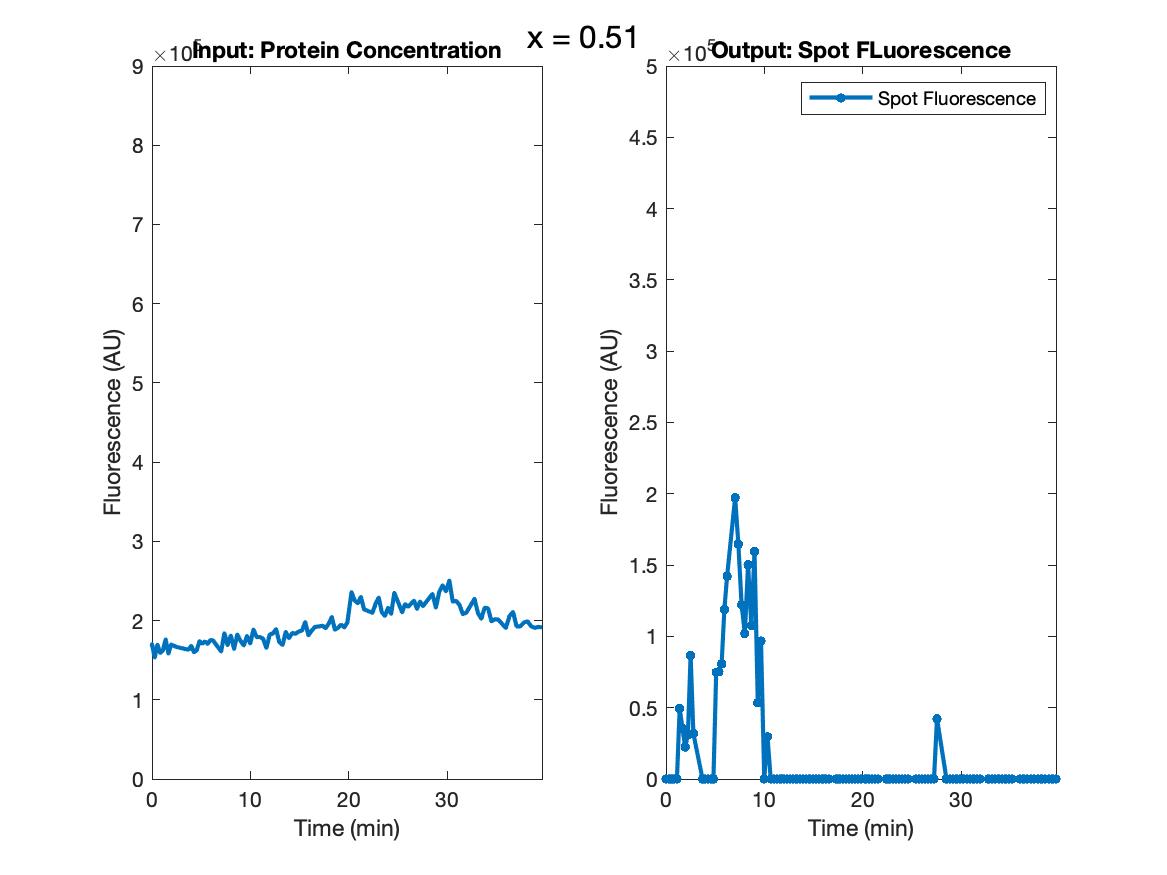 x = 0.51
×10⁵
Input: Protein Concentration
9
8
7
6
5
4
3
2
1
0
Fluorescence (AU)
0 10 20 30
Time (min)
×10⁵
Output: Spot FLuorescence
Spot Fluorescence
5
4.5
4
3.5
3
2.5
2
1.5
1
0.5
0
Fluorescence (AU)
0 10 20 30
Time (min)